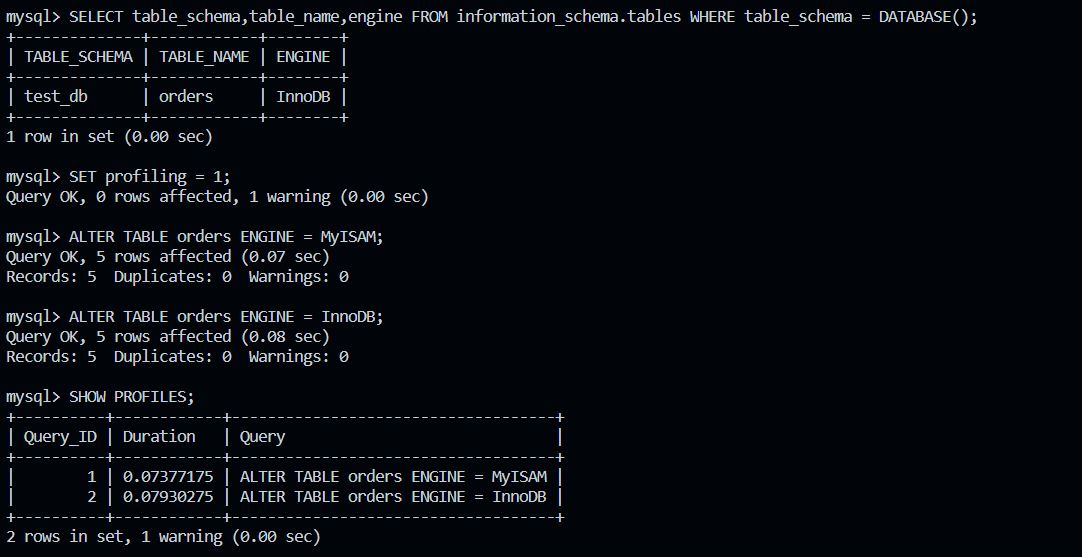 mysql> SELECT table_schema,table_name,engine FROM information_schema.tables WHERE table_schema = DATABASE();
+--------------+------------+--------+
| TABLE_SCHEMA | TABLE_NAME | ENGINE |
+--------------+------------+--------+
| test_db      | orders     | InnoDB |
+--------------+------------+--------+
1 row in set (0.00 sec)
mysql> SET profiling = 1;
Query OK, 0 rows affected, 1 warning (0.00 sec)
mysql> ALTER TABLE orders ENGINE = MyISAM;
Query OK, 5 rows affected (0.07 sec)
Records: 5  Duplicates: 0  Warnings: 0
mysql> ALTER TABLE orders ENGINE = InnoDB;
Query OK, 5 rows affected (0.08 sec)
Records: 5  Duplicates: 0  Warnings: 0
mysql> SHOW PROFILES;
+----------+------------+------------------------------------+
| Query_ID | Duration   | Query                              |
+----------+------------+------------------------------------+
|        1 | 0.07377175 | ALTER TABLE orders ENGINE = MyISAM |
|        2 | 0.07930275 | ALTER TABLE orders ENGINE = InnoDB |
+----------+------------+------------------------------------+
2 rows in set, 1 warning (0.00 sec)